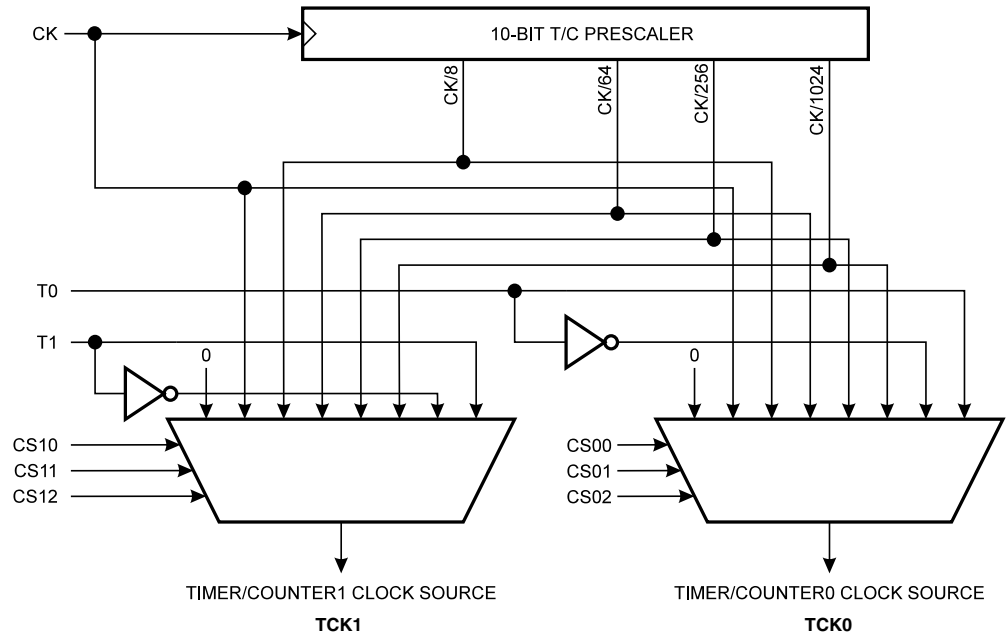 CK
10-BIT T/C PRESCALER
CK/8
CK/64
CK/256
CK/1024
T0
T1
0
0
CS10
CS11
CS12
CS00
CS01
CS02
TIMER/COUNTER1 CLOCK SOURCE
TCK1
TIMER/COUNTER0 CLOCK SOURCE
TCK0